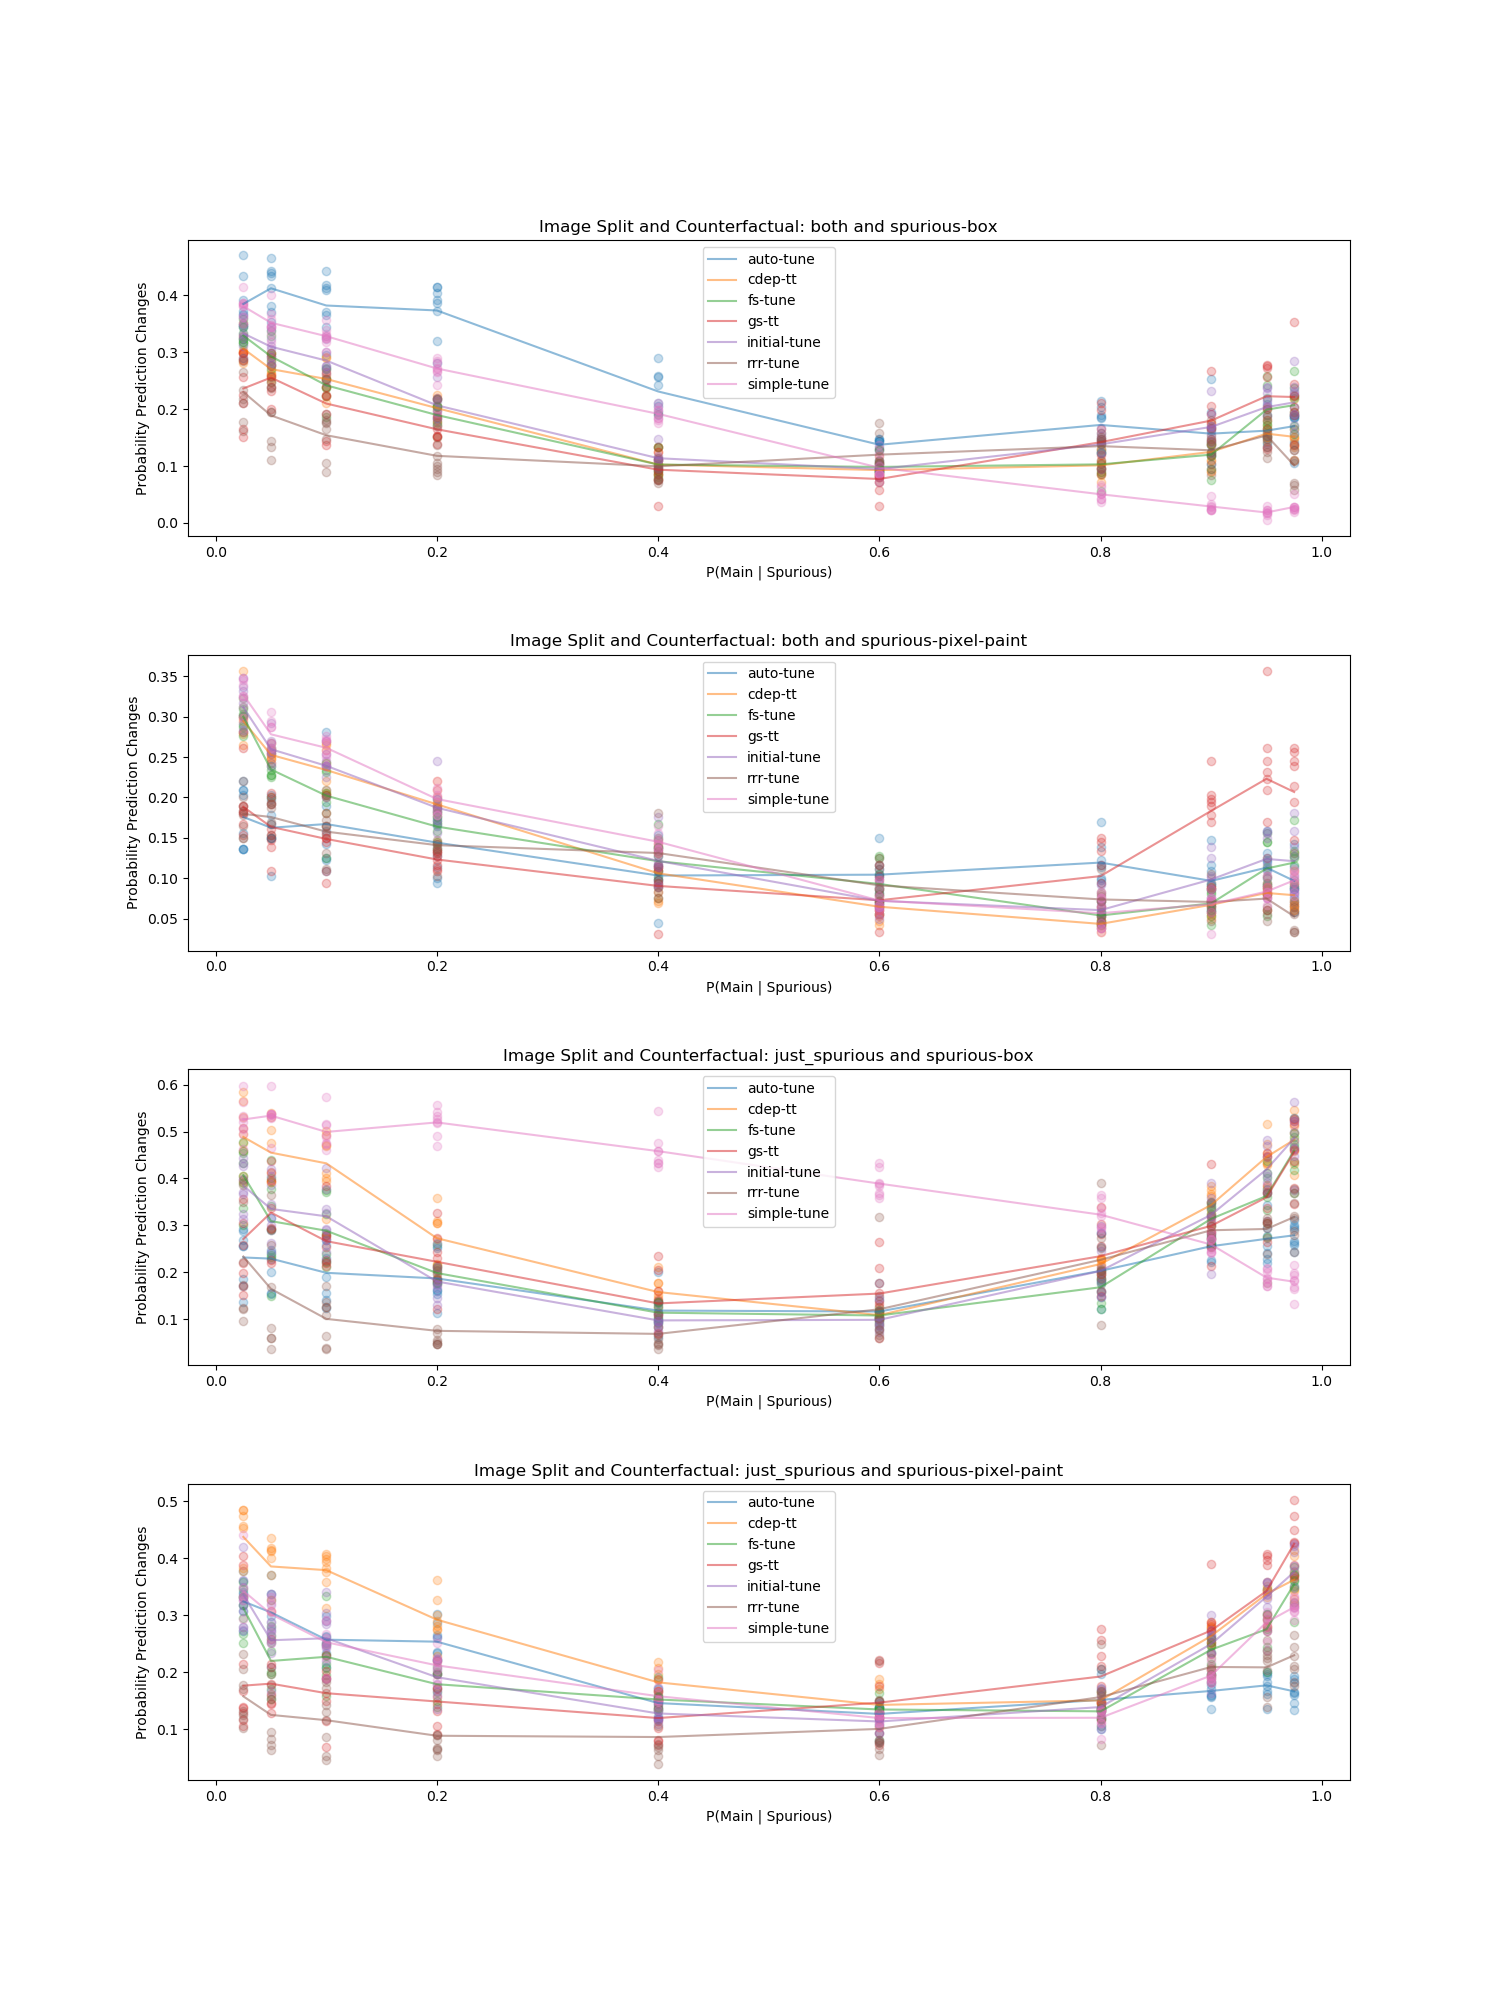 Image Split and Counterfactual: both and spurious-box
Probability Prediction Changes
0.4
0.3
0.2
0.1
0.0
auto-tune
cdep-tt
fs-tune
gs-tt
initial-tune
rrr-tune
simple-tune
0.0 0.2 0.4 0.6 0.8 1.0
P(Main | Spurious)
Image Split and Counterfactual: both and spurious-pixel-paint
Probability Prediction Changes
0.35
0.30
0.25
0.20
0.15
0.10
0.05
auto-tune
cdep-tt
fs-tune
gs-tt
initial-tune
rrr-tune
simple-tune
0.0 0.2 0.4 0.6 0.8 1.0
P(Main | Spurious)
Image Split and Counterfactual: just_spurious and spurious-box
Probability Prediction Changes
0.6
0.5
0.4
0.3
0.2
0.1
auto-tune
cdep-tt
fs-tune
gs-tt
initial-tune
rrr-tune
simple-tune
0.0 0.2 0.4 0.6 0.8 1.0
P(Main | Spurious)
Image Split and Counterfactual: just_spurious and spurious-pixel-paint
Probability Prediction Changes
0.5
0.4
0.3
0.2
0.1
auto-tune
cdep-tt
fs-tune
gs-tt
initial-tune
rrr-tune
simple-tune
0.0 0.2 0.4 0.6 0.8 1.0
P(Main | Spurious)